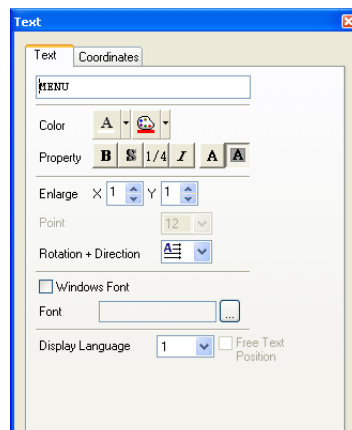 Text
Text Coordinates
MENU
Color A
Property B S 1/4 I A A
Enlarge X 1 Y 1
Point 12
Rotation + Direction A
Windows Font
Font ...
Display Language 1 Free Text
Position